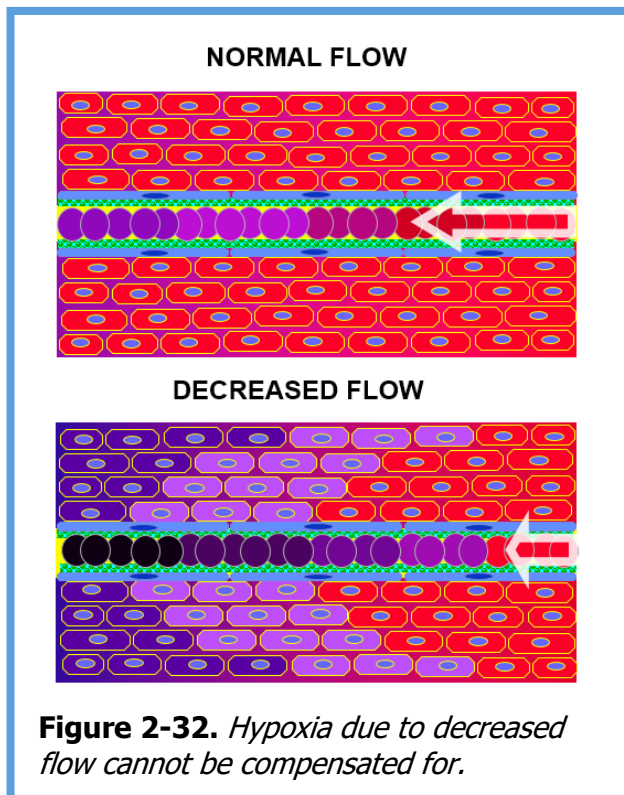 NORMAL FLOW
DECREASED FLOW
Figure 2-32. Hypoxia due to decreased
flow cannot be compensated for.